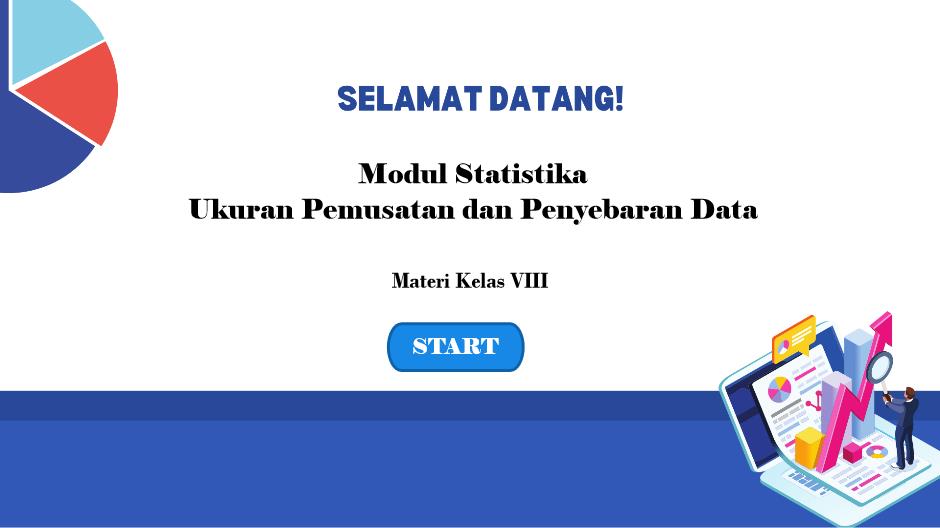 SELAMAT DATANG!
Modul Statistika
Ukuran Pemusatan dan Penyebaran Data
Materi Kelas VIII
START